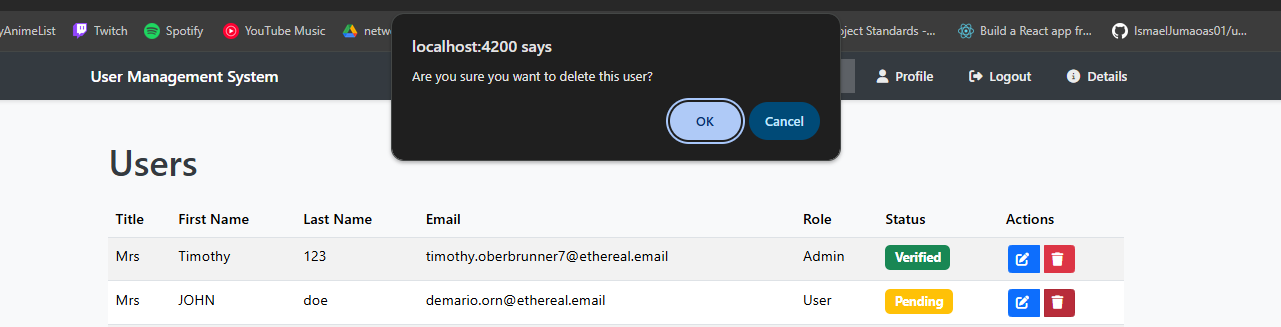 yAnimeList Twitch Spotify YouTube Music netw oject Standards -... Build a React app fr... IsmaelJumaoas01/u...
localhost:4200 says
Are you sure you want to delete this user?
OK Cancel
User Management System Profile Logout Details
Users
Title First Name Last Name Email Role Status Actions
Mrs Timothy 123 timothy.oberbrunner7@ethereal.email Admin Verified
Mrs JOHN doe demario.orn@ethereal.email User Pending